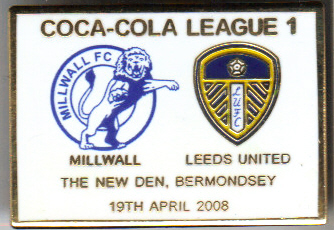 COCA-COLA LEAGUE 1
MILLWALL FC
LUFC
MILLWALL
LEEDS UNITED
THE NEW DEN, BERMONDSEY
19TH APRIL 2008